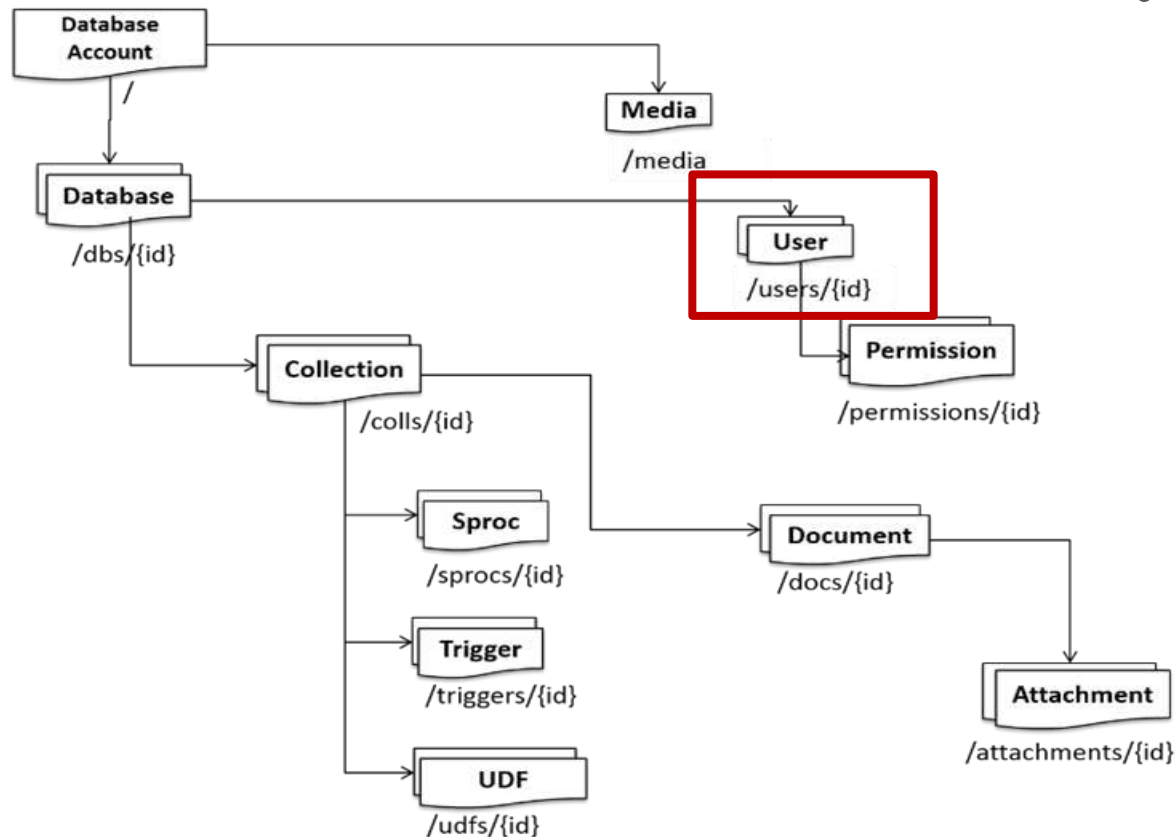 Database
Account
/
Media
/media
Database
/dbs/{id}
User
/users/{id}
Permission
/permissions/{id}
Collection
/colls/{id}
Sproc
/sprocs/{id}
Document
/docs/{id}
Trigger
/triggers/{id}
Attachment
/attachments/{id}
UDF
/udfs/{id}